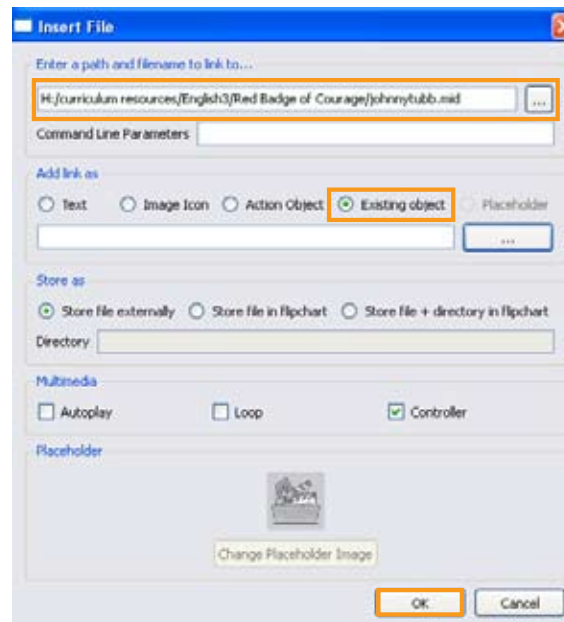 Insert File
Enter a path and filename to link to...
H:/curriculum resources/English3/Red Badge of Courage/johnnytubb.mid ...
Command Line Parameters
Add link as
Text Image Icon Action Object Existing object Placeholder
...
Store as
Store file externally Store file in flipchart Store file + directory in flipchart
Directory
Multimedia
Autoplay Loop Controller
Placeholder
Change Placeholder Image
OK Cancel